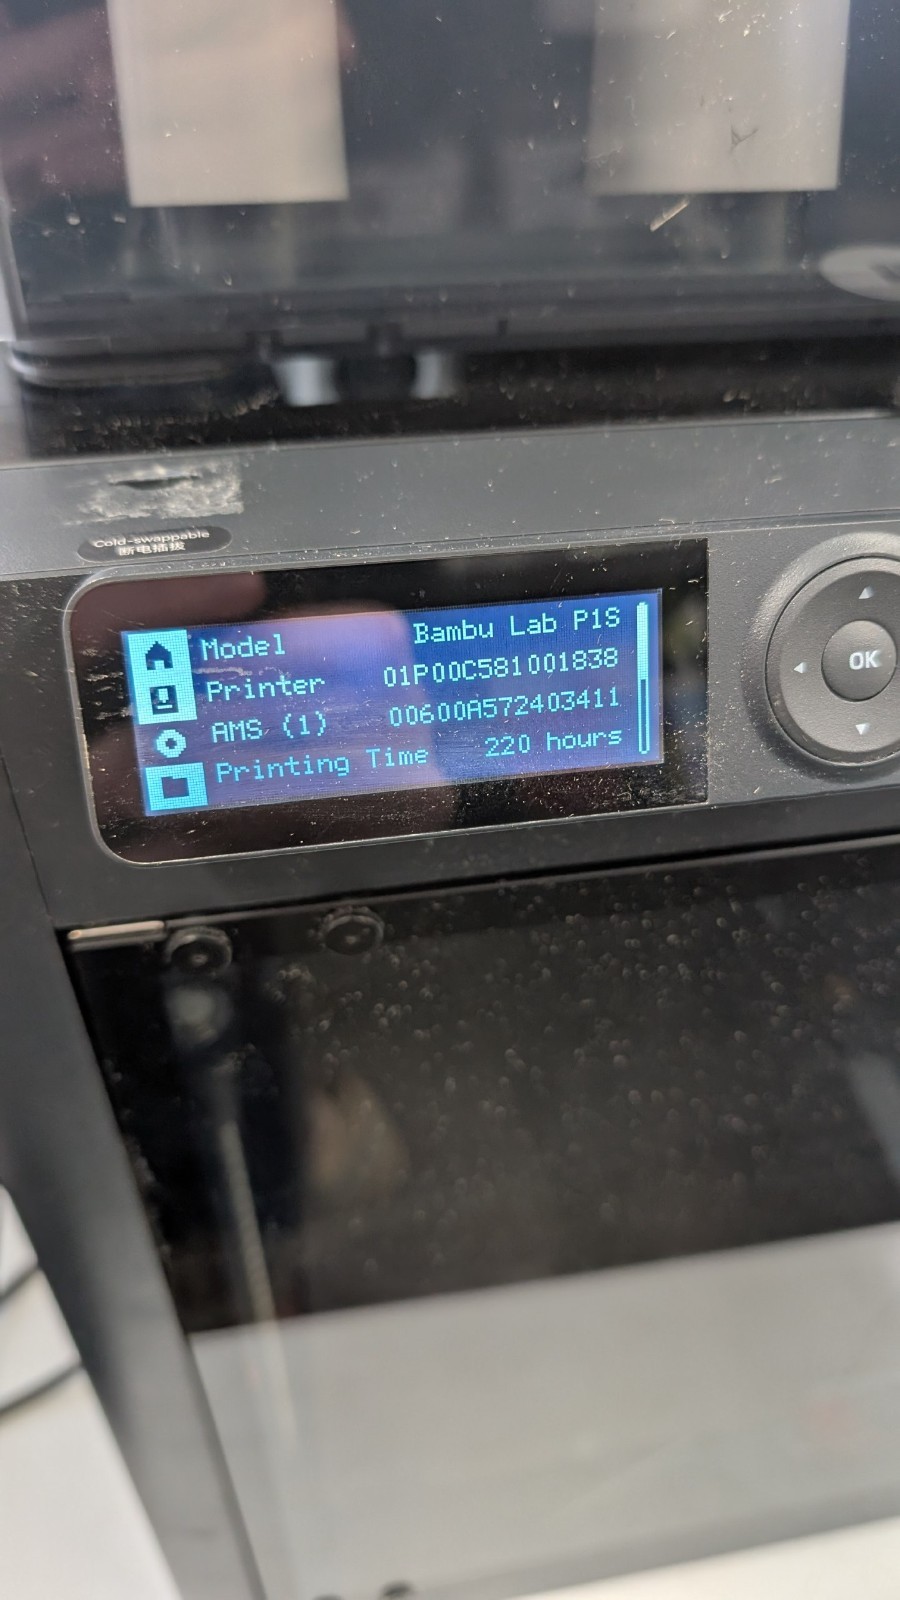 Cold-swappable
断电插拔
Model Bambu Lab P1S
Printer 01P00C581001838
AMS (1) 00600A572403411
Printing Time 220 hours
OK